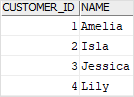 CUSTOMER_ID NAME
1 Amelia
2 Isla
3 Jessica
4 Lily